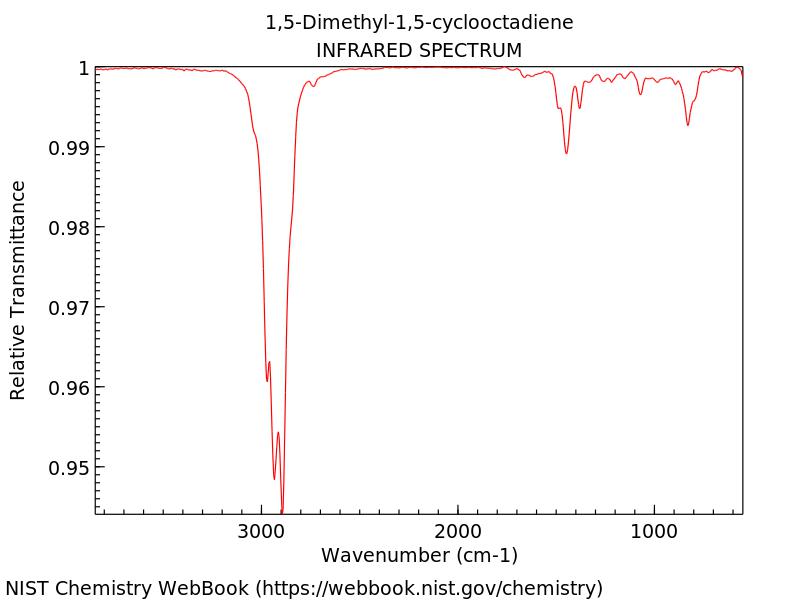 1,5-Dimethyl-1,5-cyclooctadiene
INFRARED SPECTRUM
1
0.99
0.98
0.97
0.96
0.95
Relative Transmittance
3000 2000 1000
Wavenumber (cm-1)
NIST Chemistry WebBook (https://webbook.nist.gov/chemistry)